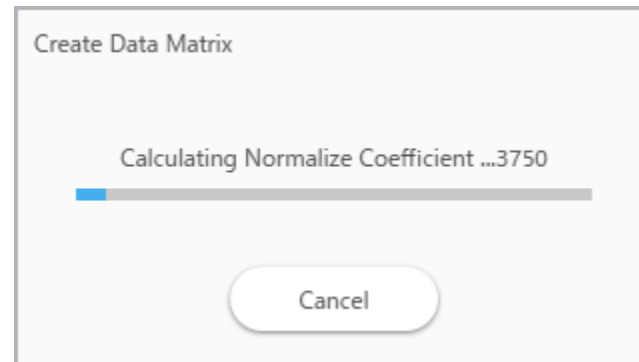 Create Data Matrix
Calculating Normalize Coefficient ...3750
Cancel